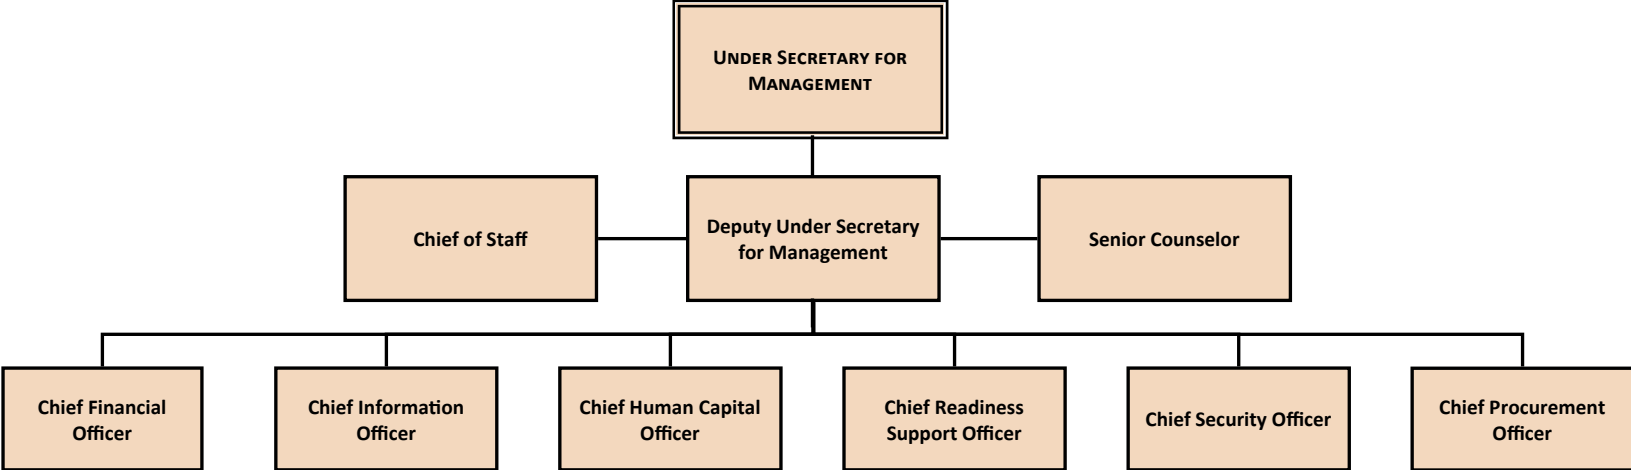 UNDER SECRETARY FOR
MANAGEMENT
Chief of Staff
Deputy Under Secretary
for Management
Senior Counselor
Chief Financial
Officer
Chief Information
Officer
Chief Human Capital
Officer
Chief Readiness
Support Officer
Chief Security Officer
Chief Procurement
Officer